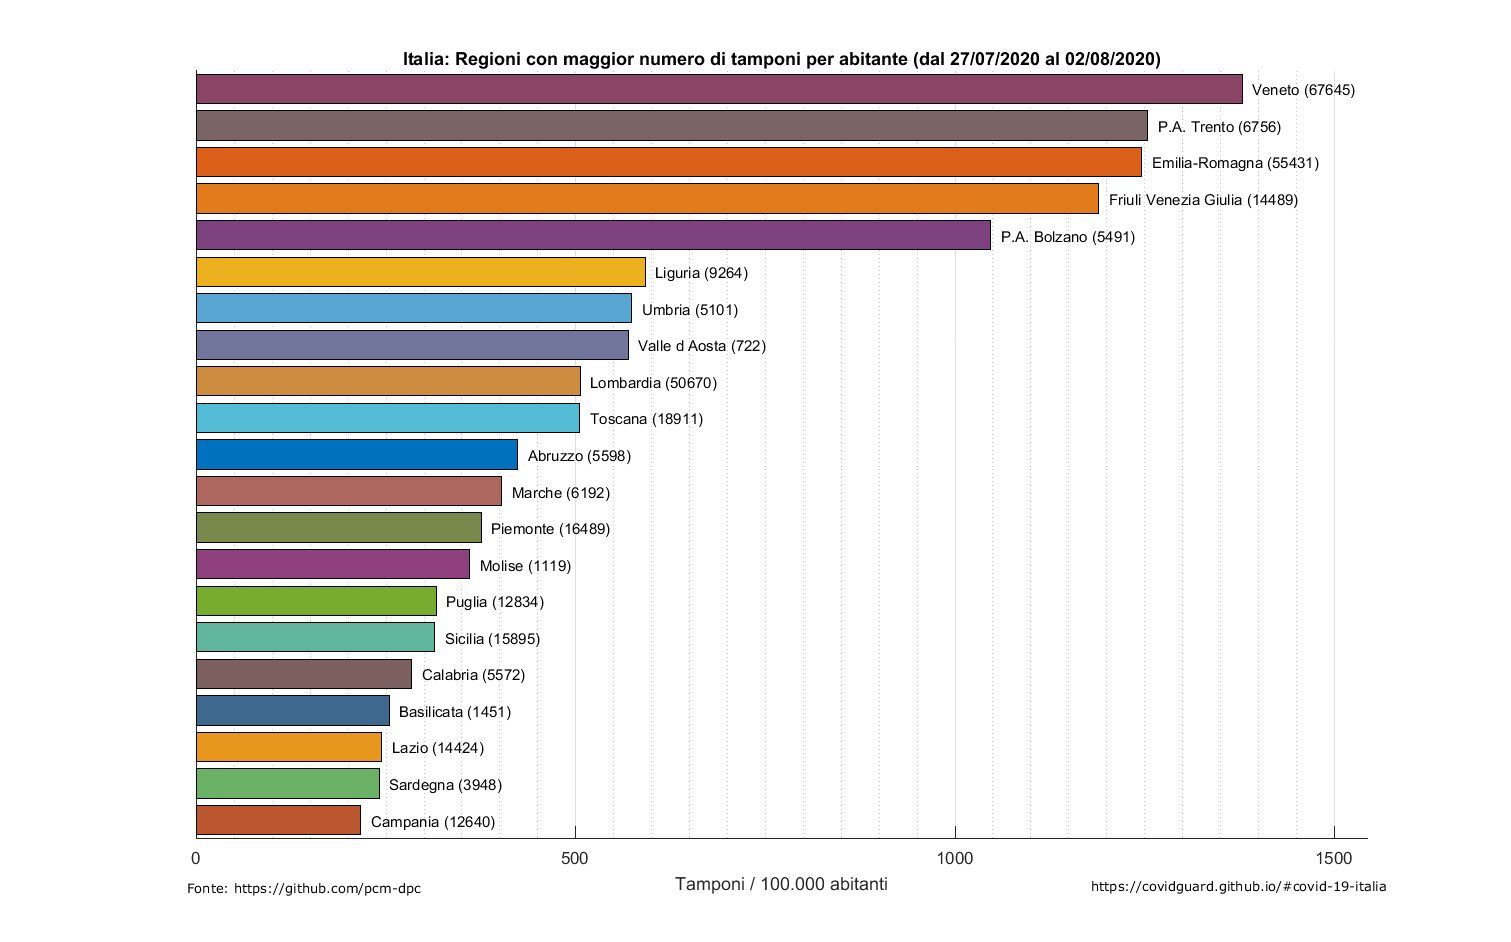 Italia: Regioni con maggior numero di tamponi per abitante (dal 27/07/2020 al 02/08/2020)
Veneto (67645)
P.A. Trento (6756)
Emilia-Romagna (55431)
Friuli Venezia Giulia (14489)
P.A. Bolzano (5491)
Liguria (9264)
Umbria (5101)
Valle d Aosta (722)
Lombardia (50670)
Toscana (18911)
Abruzzo (5598)
Marche (6192)
Piemonte (16489)
Molise (1119)
Puglia (12834)
Sicilia (15895)
Calabria (5572)
Basilicata (1451)
Lazio (14424)
Sardegna (3948)
Campania (12640)
0 500 1000 1500
Tamponi / 100.000 abitanti
Fonte: https://github.com/pcm-dpc
https://covidguard.github.io/#covid-19-italia